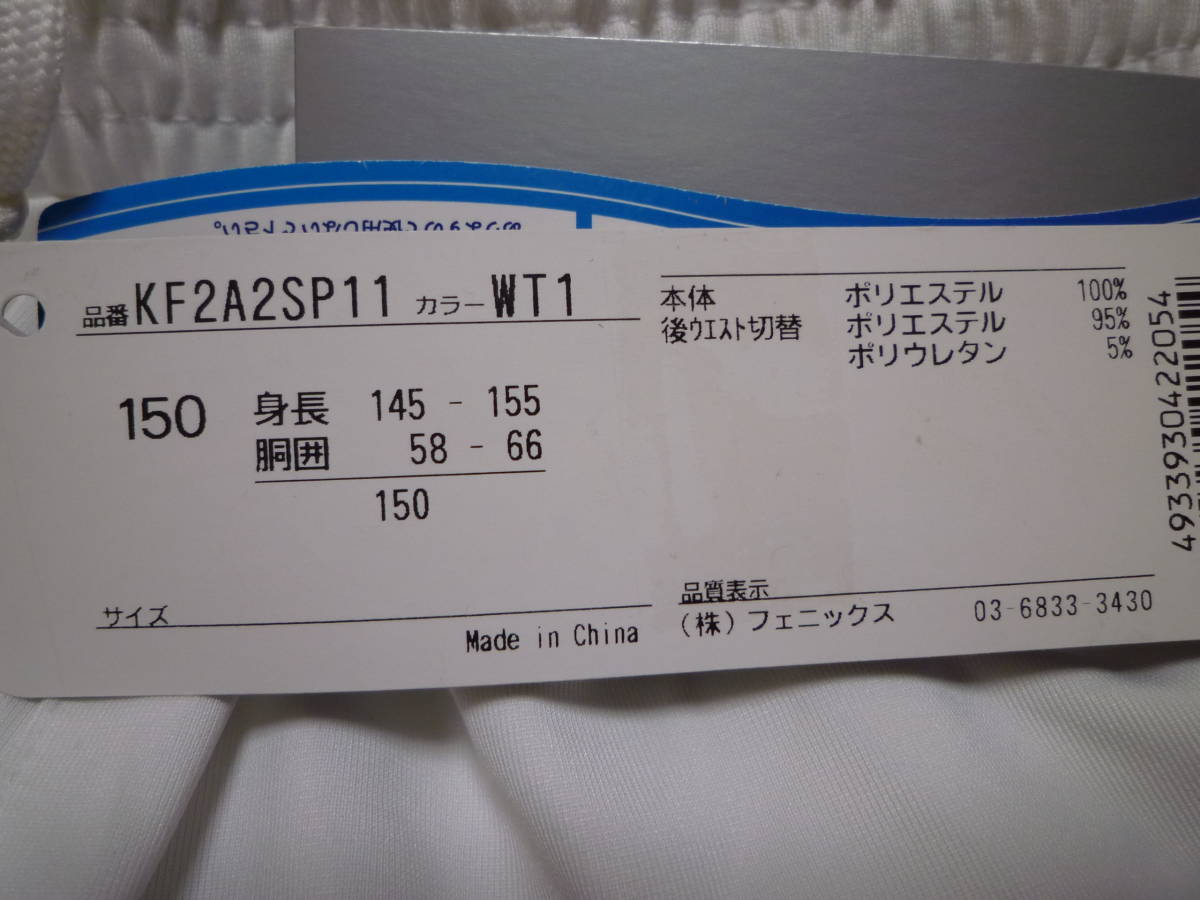 品番 KF2A2SP11 カラー WT1
150 身長 145 - 155
胴囲 58 - 66
150
サイズ
Made in China
本体 ポリエステル 100%
後ウエスト切替 ポリエステル 95%
ポリウレタン 5%
品質表示
(株) フェニックス 03-6833-3430
4933930422054